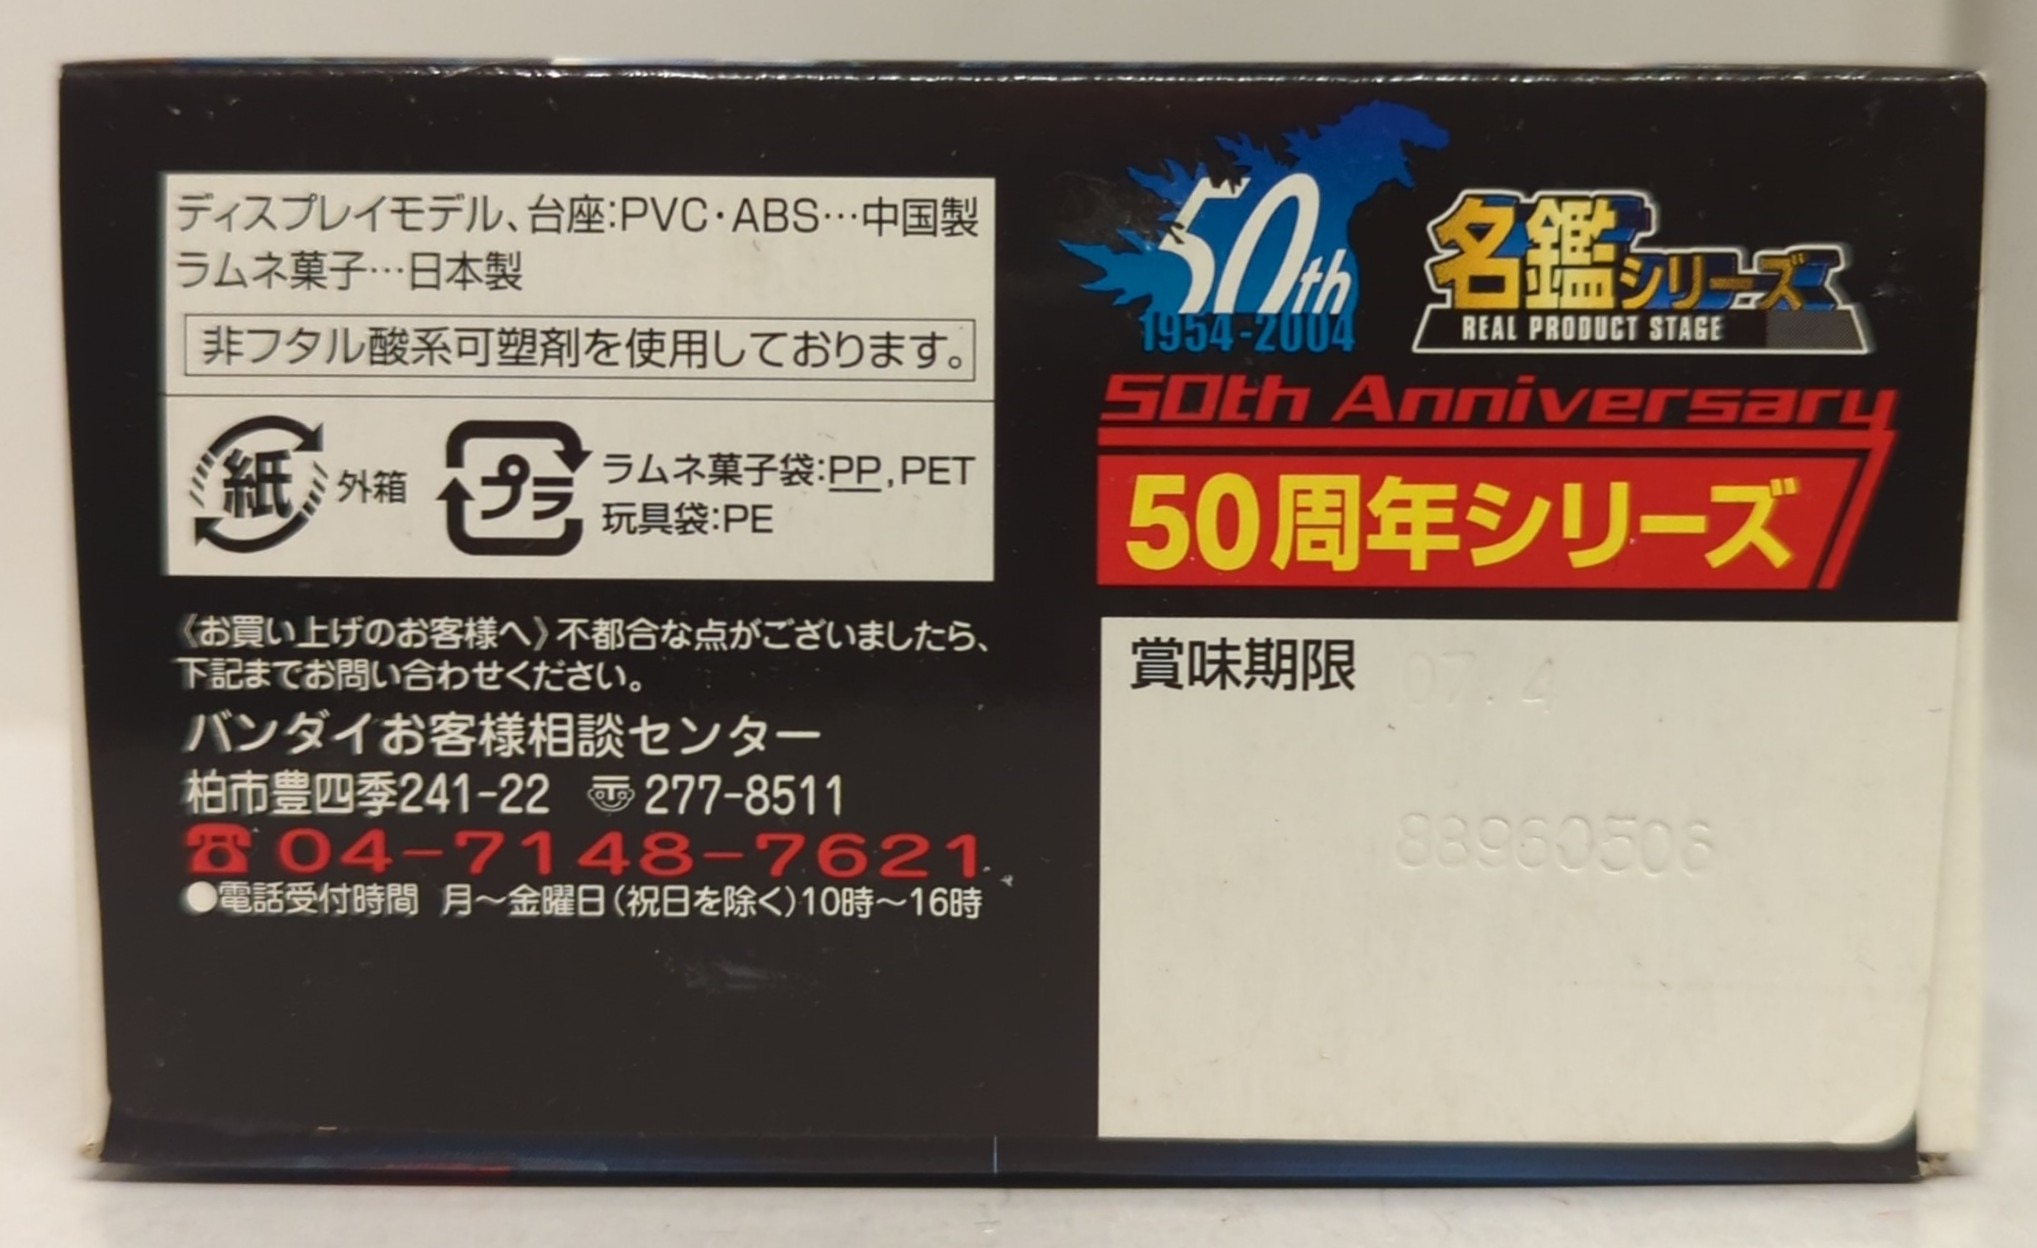 ディスプレイモデル、台座:PVC・ABS…中国製
ラムネ菓子…日本製
非フタル酸系可塑剤を使用しております。
紙
外箱
プラ
ラムネ菓子袋:PP,PET
玩具袋:PE
《お買い上げのお客様へ》不都合な点がございましたら、
下記までお問い合わせください。
バンダイお客様相談センター
柏市豊四季241-22 〠277-8511
☎04-7148-7621
●電話受付時間 月〜金曜日(祝日を除く)10時〜16時
50th
1954-2004
名鑑シリーズ
REAL PRODUCT STAGE
50th Anniversary
50周年シリーズ
賞味期限 07.4
88960506